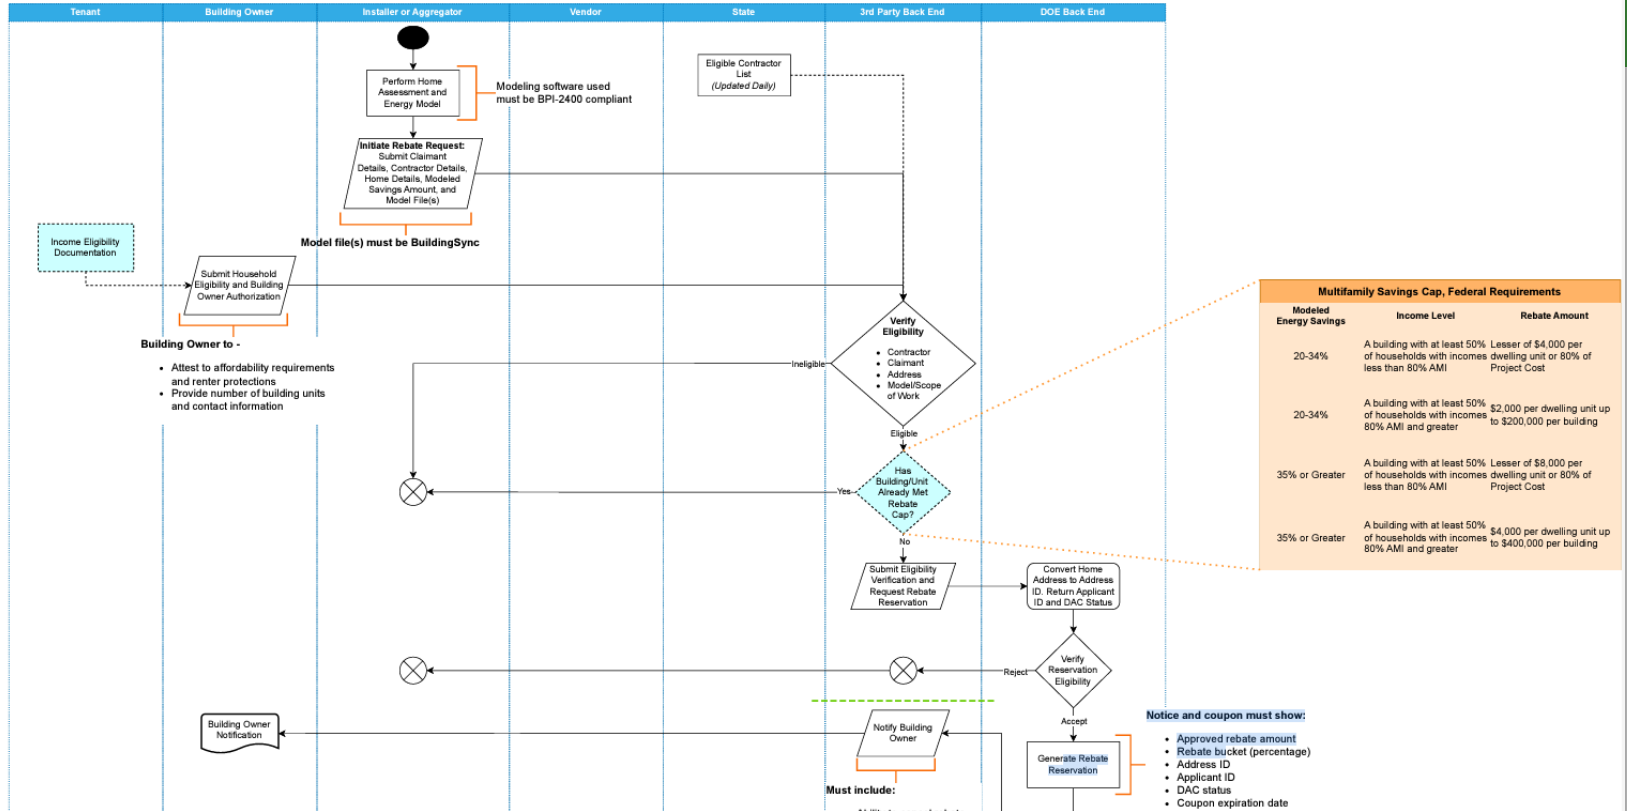 Tenant
Building Owner
Installer or Aggregator
Vendor
State
3rd Party Back End
DOE Back End
Perform Home
Assessment and
Energy Model
Modeling software used
must be BPI-2400 compliant
Eligible Contractor
List
(Updated Daily)
Initiate Rebate Request:
Submit Claimant
Details, Contractor Details,
Home Details, Modeled
Savings Amount, and
Model File(s)
Model file(s) must be BuildingSync
Income Eligibility
Documentation
Submit Household
Eligibility and Building
Owner Authorization
Building Owner to -
• Attest to affordability requirements
and renter protections
• Provide number of building units
and contact information
Verify
Eligibility
• Contractor
• Claimant
• Address
• Model/Scope
of Work
Ineligible
Eligible
Has
Building/Unit
Already Met
Rebate
Cap?
Yes
No
Multifamily Savings Cap, Federal Requirements
Modeled
Energy Savings
Income Level
Rebate Amount
20-34%
A building with at least 50%
of households with incomes
less than 80% AMI
Lesser of $4,000 per
dwelling unit or 80% of
Project Cost
20-34%
A building with at least 50%
of households with incomes
80% AMI and greater
$2,000 per dwelling unit up
to $200,000 per building
35% or Greater
A building with at least 50%
of households with incomes
less than 80% AMI
Lesser of $8,000 per
dwelling unit or 80% of
Project Cost
35% or Greater
A building with at least 50%
of households with incomes
80% AMI and greater
$4,000 per dwelling unit up
to $400,000 per building
Submit Eligibility
Verification and
Request Rebate
Reservation
Convert Home
Address to Address
ID. Return Applicant
ID and DAC Status
Verify
Reservation
Eligibility
Reject
Accept
Building Owner
Notification
Notify Building
Owner
Must include:
Generate Rebate
Reservation
Notice and coupon must show:
• Approved rebate amount
• Rebate bucket (percentage)
• Address ID
• Applicant ID
• DAC status
• Coupon expiration date